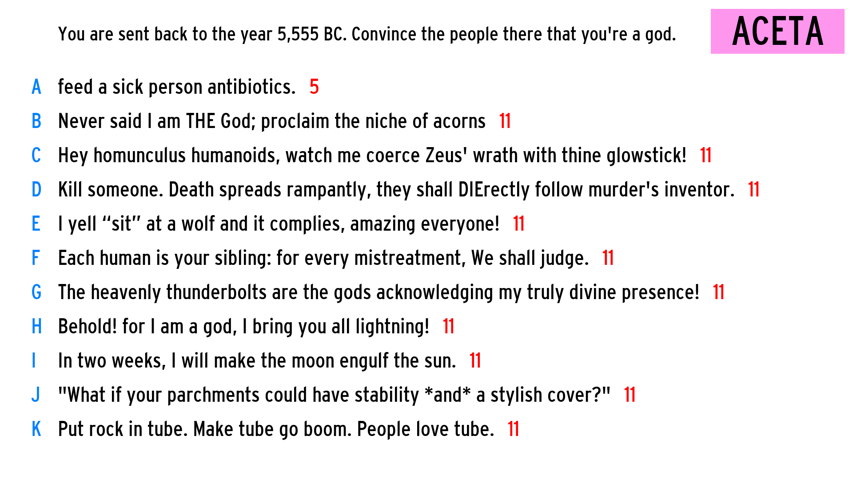 You are sent back to the year 5,555 BC. Convince the people there that you're a god.
ACETA
A feed a sick person antibiotics. 5
B Never said I am THE God; proclaim the niche of acorns 11
C Hey homunculus humanoids, watch me coerce Zeus' wrath with thine glowstick! 11
D Kill someone. Death spreads rampantly, they shall DIErectly follow murder's inventor. 11
E I yell “sit” at a wolf and it complies, amazing everyone! 11
F Each human is your sibling: for every mistreatment, We shall judge. 11
G The heavenly thunderbolts are the gods acknowledging my truly divine presence! 11
H Behold! for I am a god, I bring you all lightning! 11
I In two weeks, I will make the moon engulf the sun. 11
J "What if your parchments could have stability *and* a stylish cover?" 11
K Put rock in tube. Make tube go boom. People love tube. 11